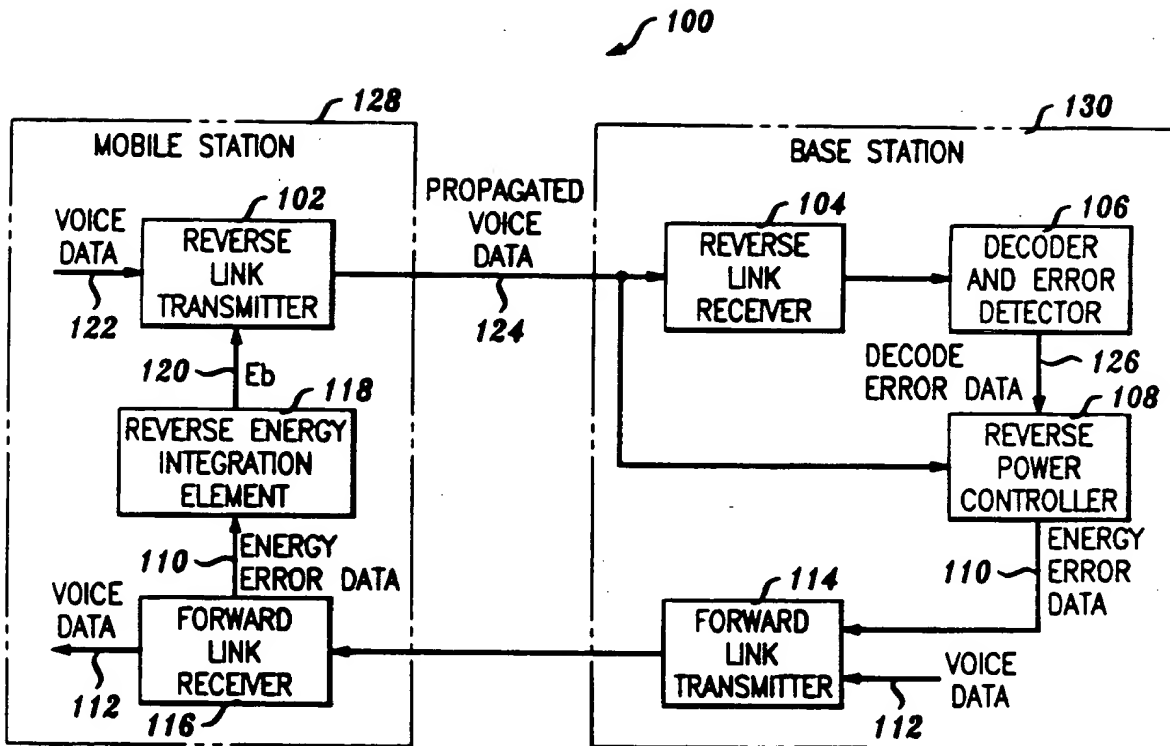 100
128
130
MOBILE STATION
BASE STATION
102
VOICE
DATA
122
REVERSE
LINK
TRANSMITTER
PROPAGATED
VOICE
DATA
124
104
REVERSE
LINK
RECEIVER
106
DECODER
AND ERROR
DETECTOR
120
Eb
118
REVERSE ENERGY
INTEGRATION
ELEMENT
DECODE
ERROR DATA
126
108
REVERSE
POWER
CONTROLLER
110
ENERGY
ERROR DATA
110
ENERGY
ERROR
DATA
VOICE
DATA
112
FORWARD
LINK
RECEIVER
116
114
FORWARD
LINK
TRANSMITTER
VOICE
DATA
112